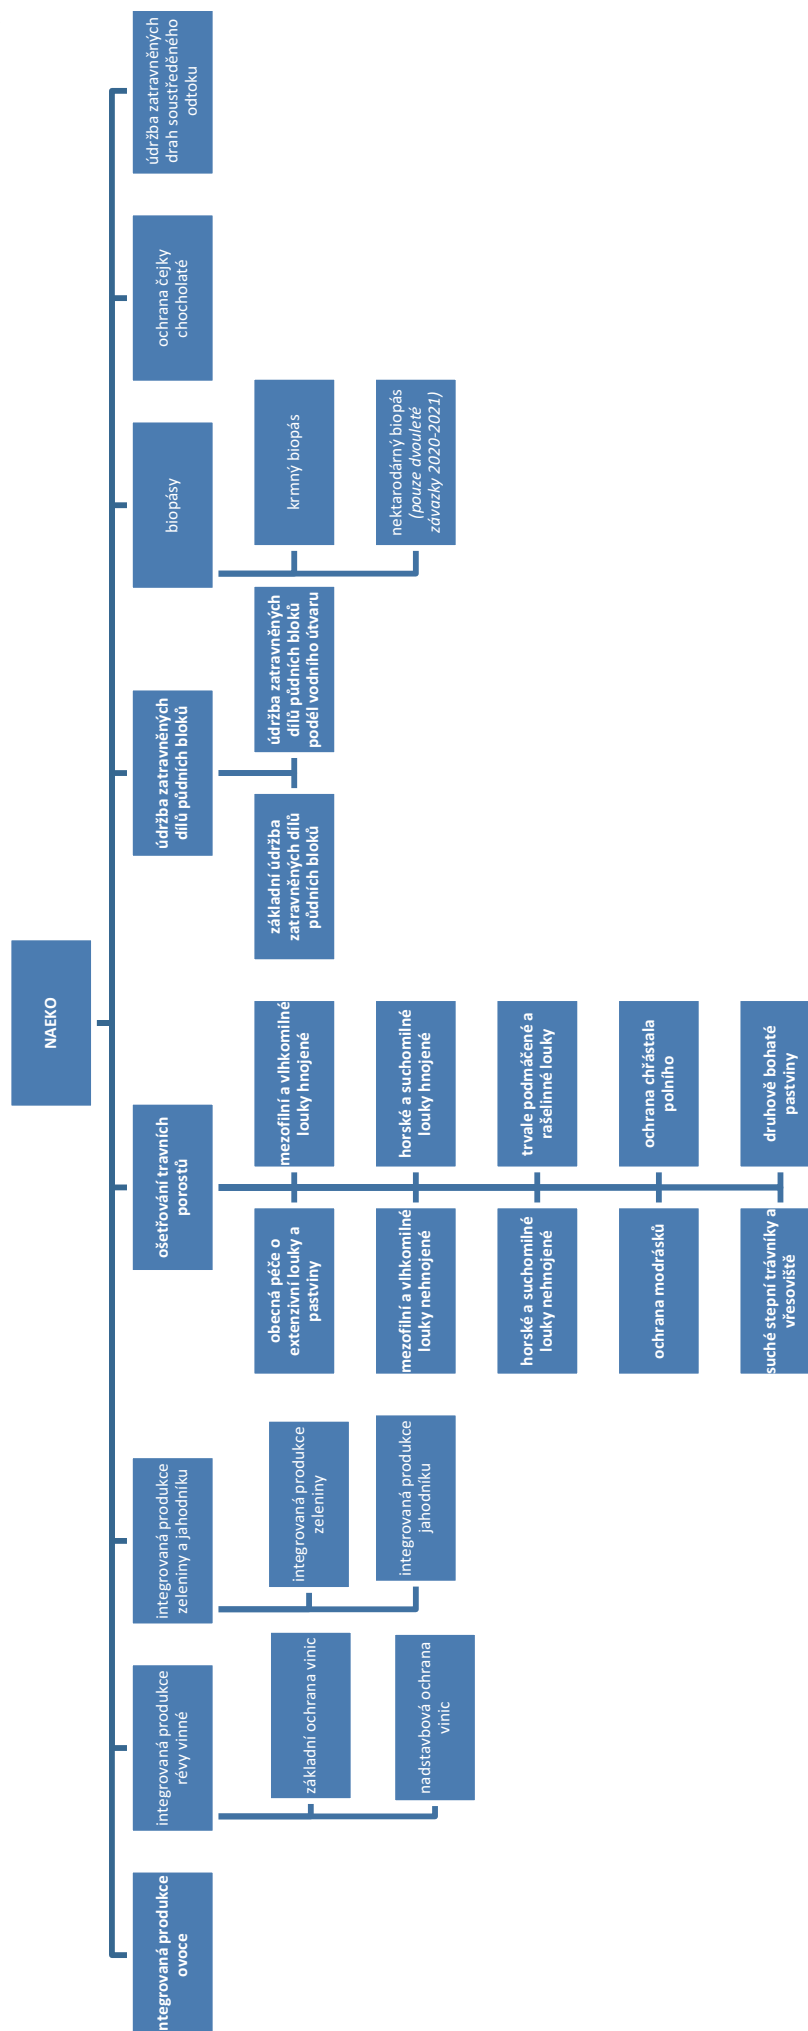 NAEKO
integrovaná produkce
ovoce
integrovaná produkce
révy vinné
základní ochrana vinic
nadstavbová ochrana
vinic
integrovaná produkce
zeleniny a jahodníku
integrovaná produkce
zeleniny
integrovaná produkce
jahodníku
ošetřování travních
porostů
obecná péče o
extenzivní louky a
pastviny
mezofilní a vlhkomilné
louky hnojené
mezofilní a vlhkomilné
louky nehnojené
horské a suchomilné
louky hnojené
horské a suchomilné
louky nehnojené
trvale podmáčené a
rašelinné louky
ochrana modrásků
ochrana chřástala
polního
suché stepní trávníky a
vřesoviště
druhově bohaté
pastviny
údržba zatravněných
dílů půdních bloků
základní údržba
zatravněných dílů
půdních bloků
údržba zatravněných
dílů půdních bloků
podél vodního útvaru
biopásy
krmný biopás
nektarodárný biopás
(pouze dvouleté
závazky 2020-2021)
ochrana čejky
chocholaté
údržba zatravněných
drah soustředěného
odtoku